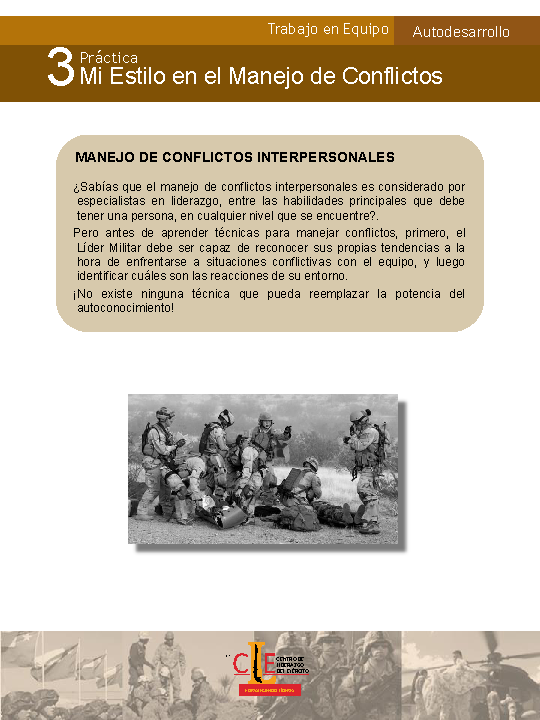 Trabajo en Equipo
Autodesarrollo
3
Práctica
Mi Estilo en el Manejo de Conflictos
MANEJO DE CONFLICTOS INTERPERSONALES
¿Sabías que el manejo de conflictos interpersonales es considerado por
especialistas en liderazgo, entre las habilidades principales que debe
tener una persona, en cualquier nivel que se encuentre?.
Pero antes de aprender técnicas para manejar conflictos, primero, el
Líder Militar debe ser capaz de reconocer sus propias tendencias a la
hora de enfrentarse a situaciones conflictivas con el equipo, y luego
identificar cuáles son las reacciones de su entorno.
¡No existe ninguna técnica que pueda reemplazar la potencia del
autoconocimiento!
CLE
CENTRO DE
LIDERAZGO
DEL EJÉRCITO